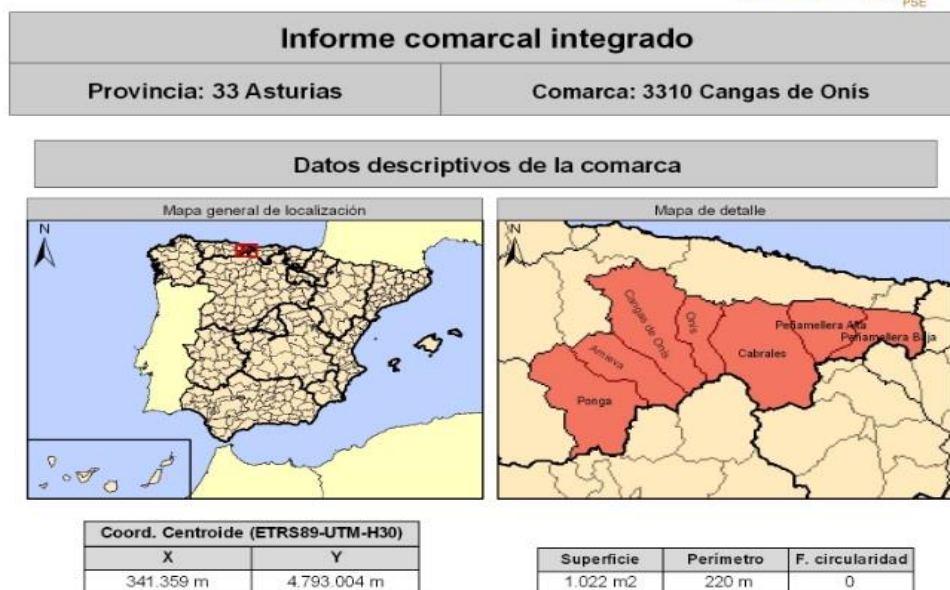 PSE
Informe comarcal integrado
Provincia: 33 Asturias
Comarca: 3310 Cangas de Onís
Datos descriptivos de la comarca
Mapa general de localización
Mapa de detalle
N
N
Cangas de Onís
Onís
Peñamellera Alta
Peñamellera Baja
Amieva
Cabrales
Ponga
Coord. Centroide (ETRS89-UTM-H30)
X Y
341.359 m 4.793.004 m
Superficie Perímetro F. circularidad
1.022 m2 220 m 0